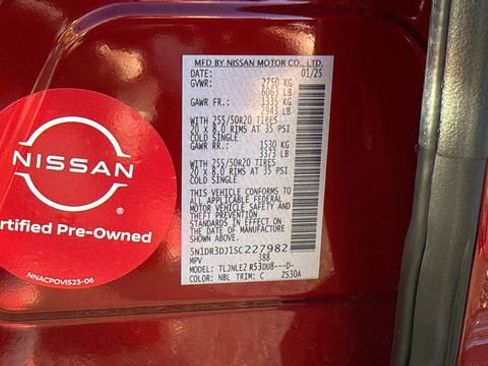 MFD BY NISSAN MOTOR CO., LTD.
DATE: 01/25
GVWR: 2750 KG
6063 LB
GAWR FR.: 1335 KG
2943 LB
WITH 255/50R20 TIRES
20 X 8.0 RIMS AT 35 PSI
COLD SINGLE
GAWR RR.: 1530 KG
3373 LB
WITH 255/50R20 TIRES
20 X 8.0 RIMS AT 35 PSI
COLD SINGLE
THIS VEHICLE CONFORMS TO
ALL APPLICABLE FEDERAL
MOTOR VEHICLE SAFETY AND
THEFT PREVENTION
STANDARDS IN EFFECT ON
THE DATE OF MANUFACTURE
SHOWN ABOVE.
5N1DR3DJ1SC227982
MPV 388
MODEL: TLJNLEZ R53DU8---D-
COLOR: NBL TRIM: C ZS30A
NISSAN
®
Certified Pre-Owned
NNACPOVIS23-06